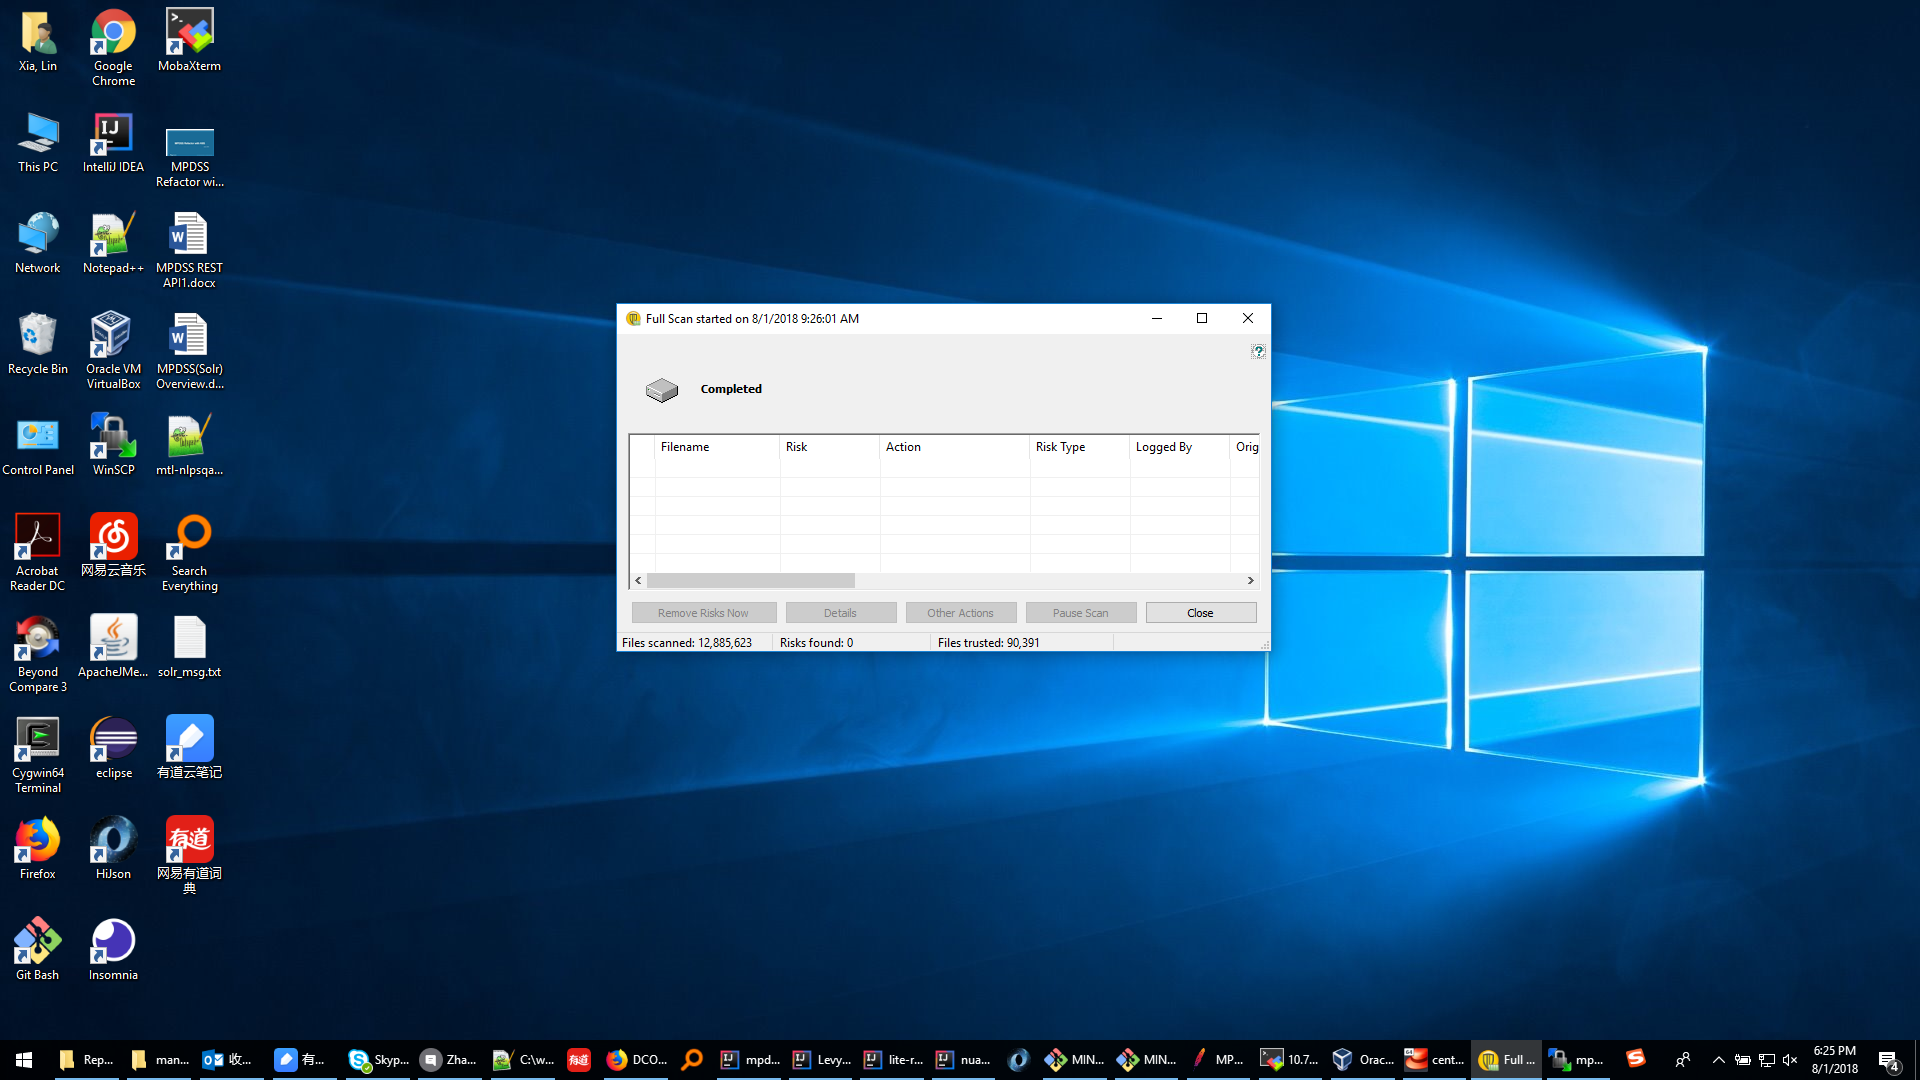 Xia, Lin
Google
Chrome
MobaXterm
This PC
IntelliJ IDEA
MPDSS
Refactor wi...
Network
Notepad++
MPDSS REST
API1.docx
Recycle Bin
Oracle VM
VirtualBox
MPDSS(Solr)
Overview.d...
Control Panel
WinSCP
mtl-nlpsqa...
Acrobat
Reader DC
网易云音乐
Search
Everything
Beyond
Compare 3
ApacheJMe...
solr_msg.txt
Cygwin64
Terminal
eclipse
有道云笔记
Firefox
HiJson
有道
网易有道词
典
Git Bash
Insomnia
Full Scan started on 8/1/2018 9:26:01 AM
Completed
Filename Risk Action Risk Type Logged By Orig
Remove Risks Now Details Other Actions Pause Scan Close
Files scanned: 12,885,623 Risks found: 0 Files trusted: 90,391
Rep... man... 收... 有... Skyp... Zha... C:\w... 有道 DCO... mpd... Levy... lite-r... nua... MIN... MIN... MP... 10.7... Orac... cent... Full ... mp...
6:25 PM
8/1/2018
4